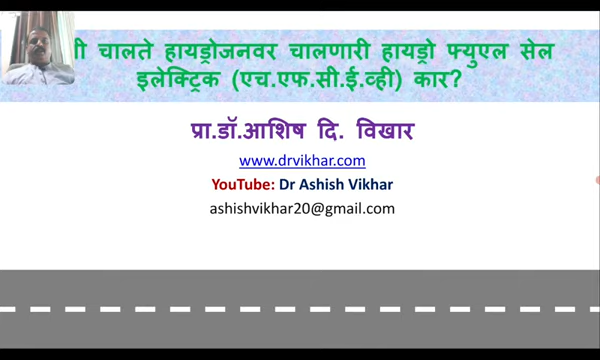 चालते हायड्रोजनवर चालणारी हायड्रो फ्युएल सेल
इलेक्ट्रिक (एच.एफ.सी.ई.व्ही) कार?
प्रा.डॉ.आशिष दि. विखार
www.drvikhar.com
YouTube: Dr Ashish Vikhar
ashishvikhar20@gmail.com